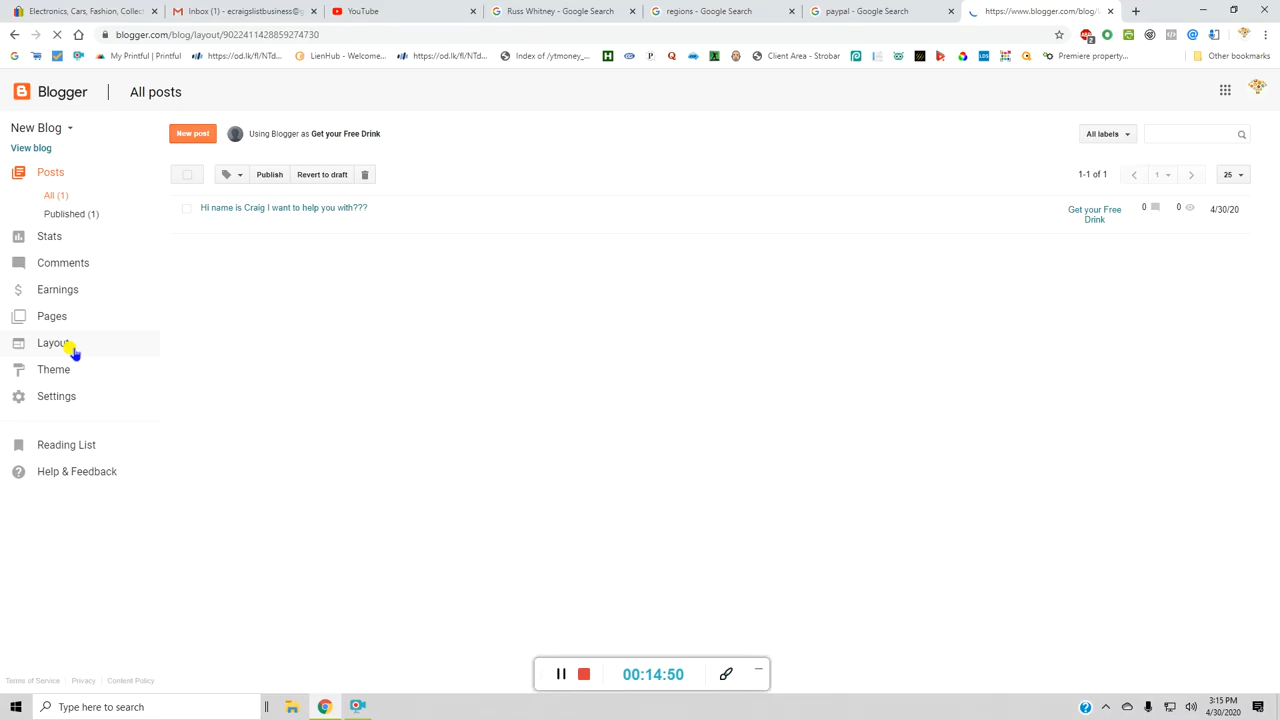 Electronics, Cars, Fashion, Collect
Inbox (1) - ecraigslistbusiness@g
YouTube
Russ Whitney - Google Search
regions - Google Search
paypal - Google Search
https://www.blogger.com/blog/la
blogger.com/blog/layout/9022411428859274730
My Printful | Printful
https://od.lk/fl/NTd...
LienHub - Welcome...
https://od.lk/fl/NTd...
Index of /ytmoney_...
Client Area - Strobar
Premiere property...
Other bookmarks
Blogger
All posts
New Blog
View blog
New post
Using Blogger as Get your Free Drink
All labels
Posts
Publish
Revert to draft
1-1 of 1
1
25
All (1)
Published (1)
Hi name is Craig I want to help you with???
Get your Free
Drink
0
0
4/30/20
Stats
Comments
Earnings
Pages
Layout
Theme
Settings
Reading List
Help & Feedback
Terms of Service
Privacy
Content Policy
00:14:50
Type here to search
3:15 PM
4/30/2020